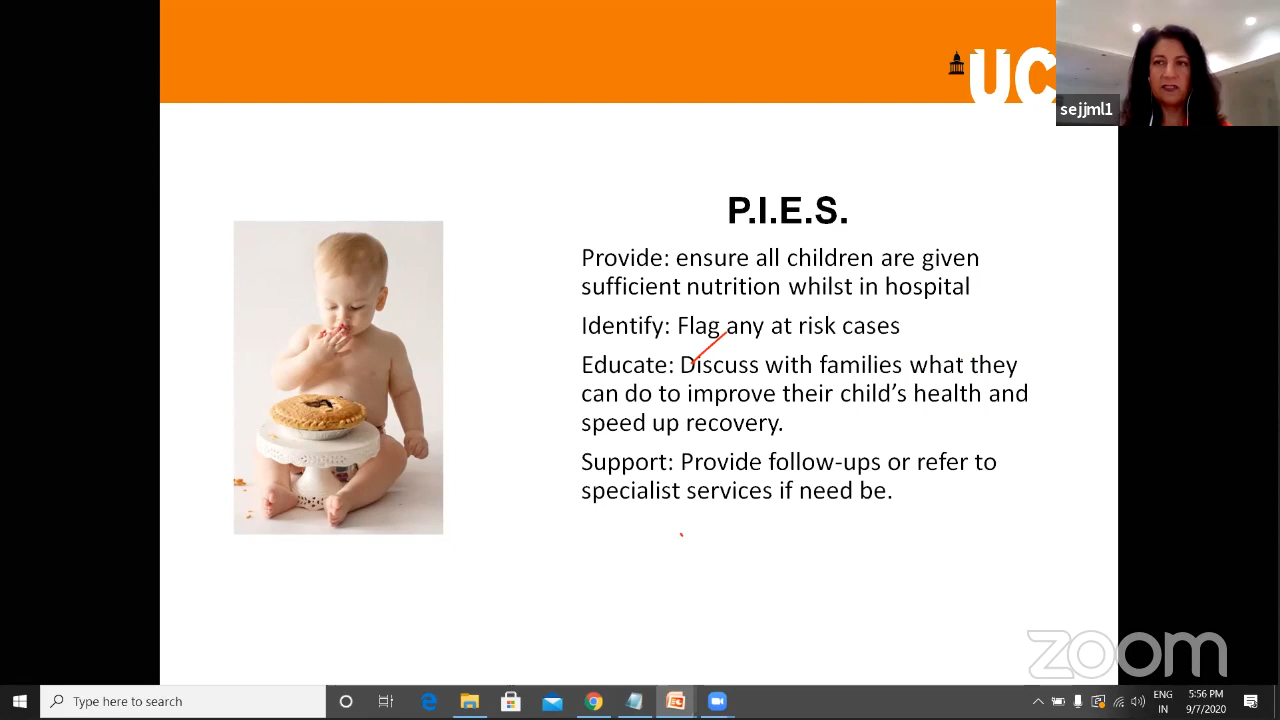 UC
sejjml1
P.I.E.S.
Provide: ensure all children are given
sufficient nutrition whilst in hospital
Identify: Flag any at risk cases
Educate: Discuss with families what they
can do to improve their child’s health and
speed up recovery.
Support: Provide follow-ups or refer to
specialist services if need be.
zoom
Type here to search
ENG
IN
5:56 PM
9/7/2020